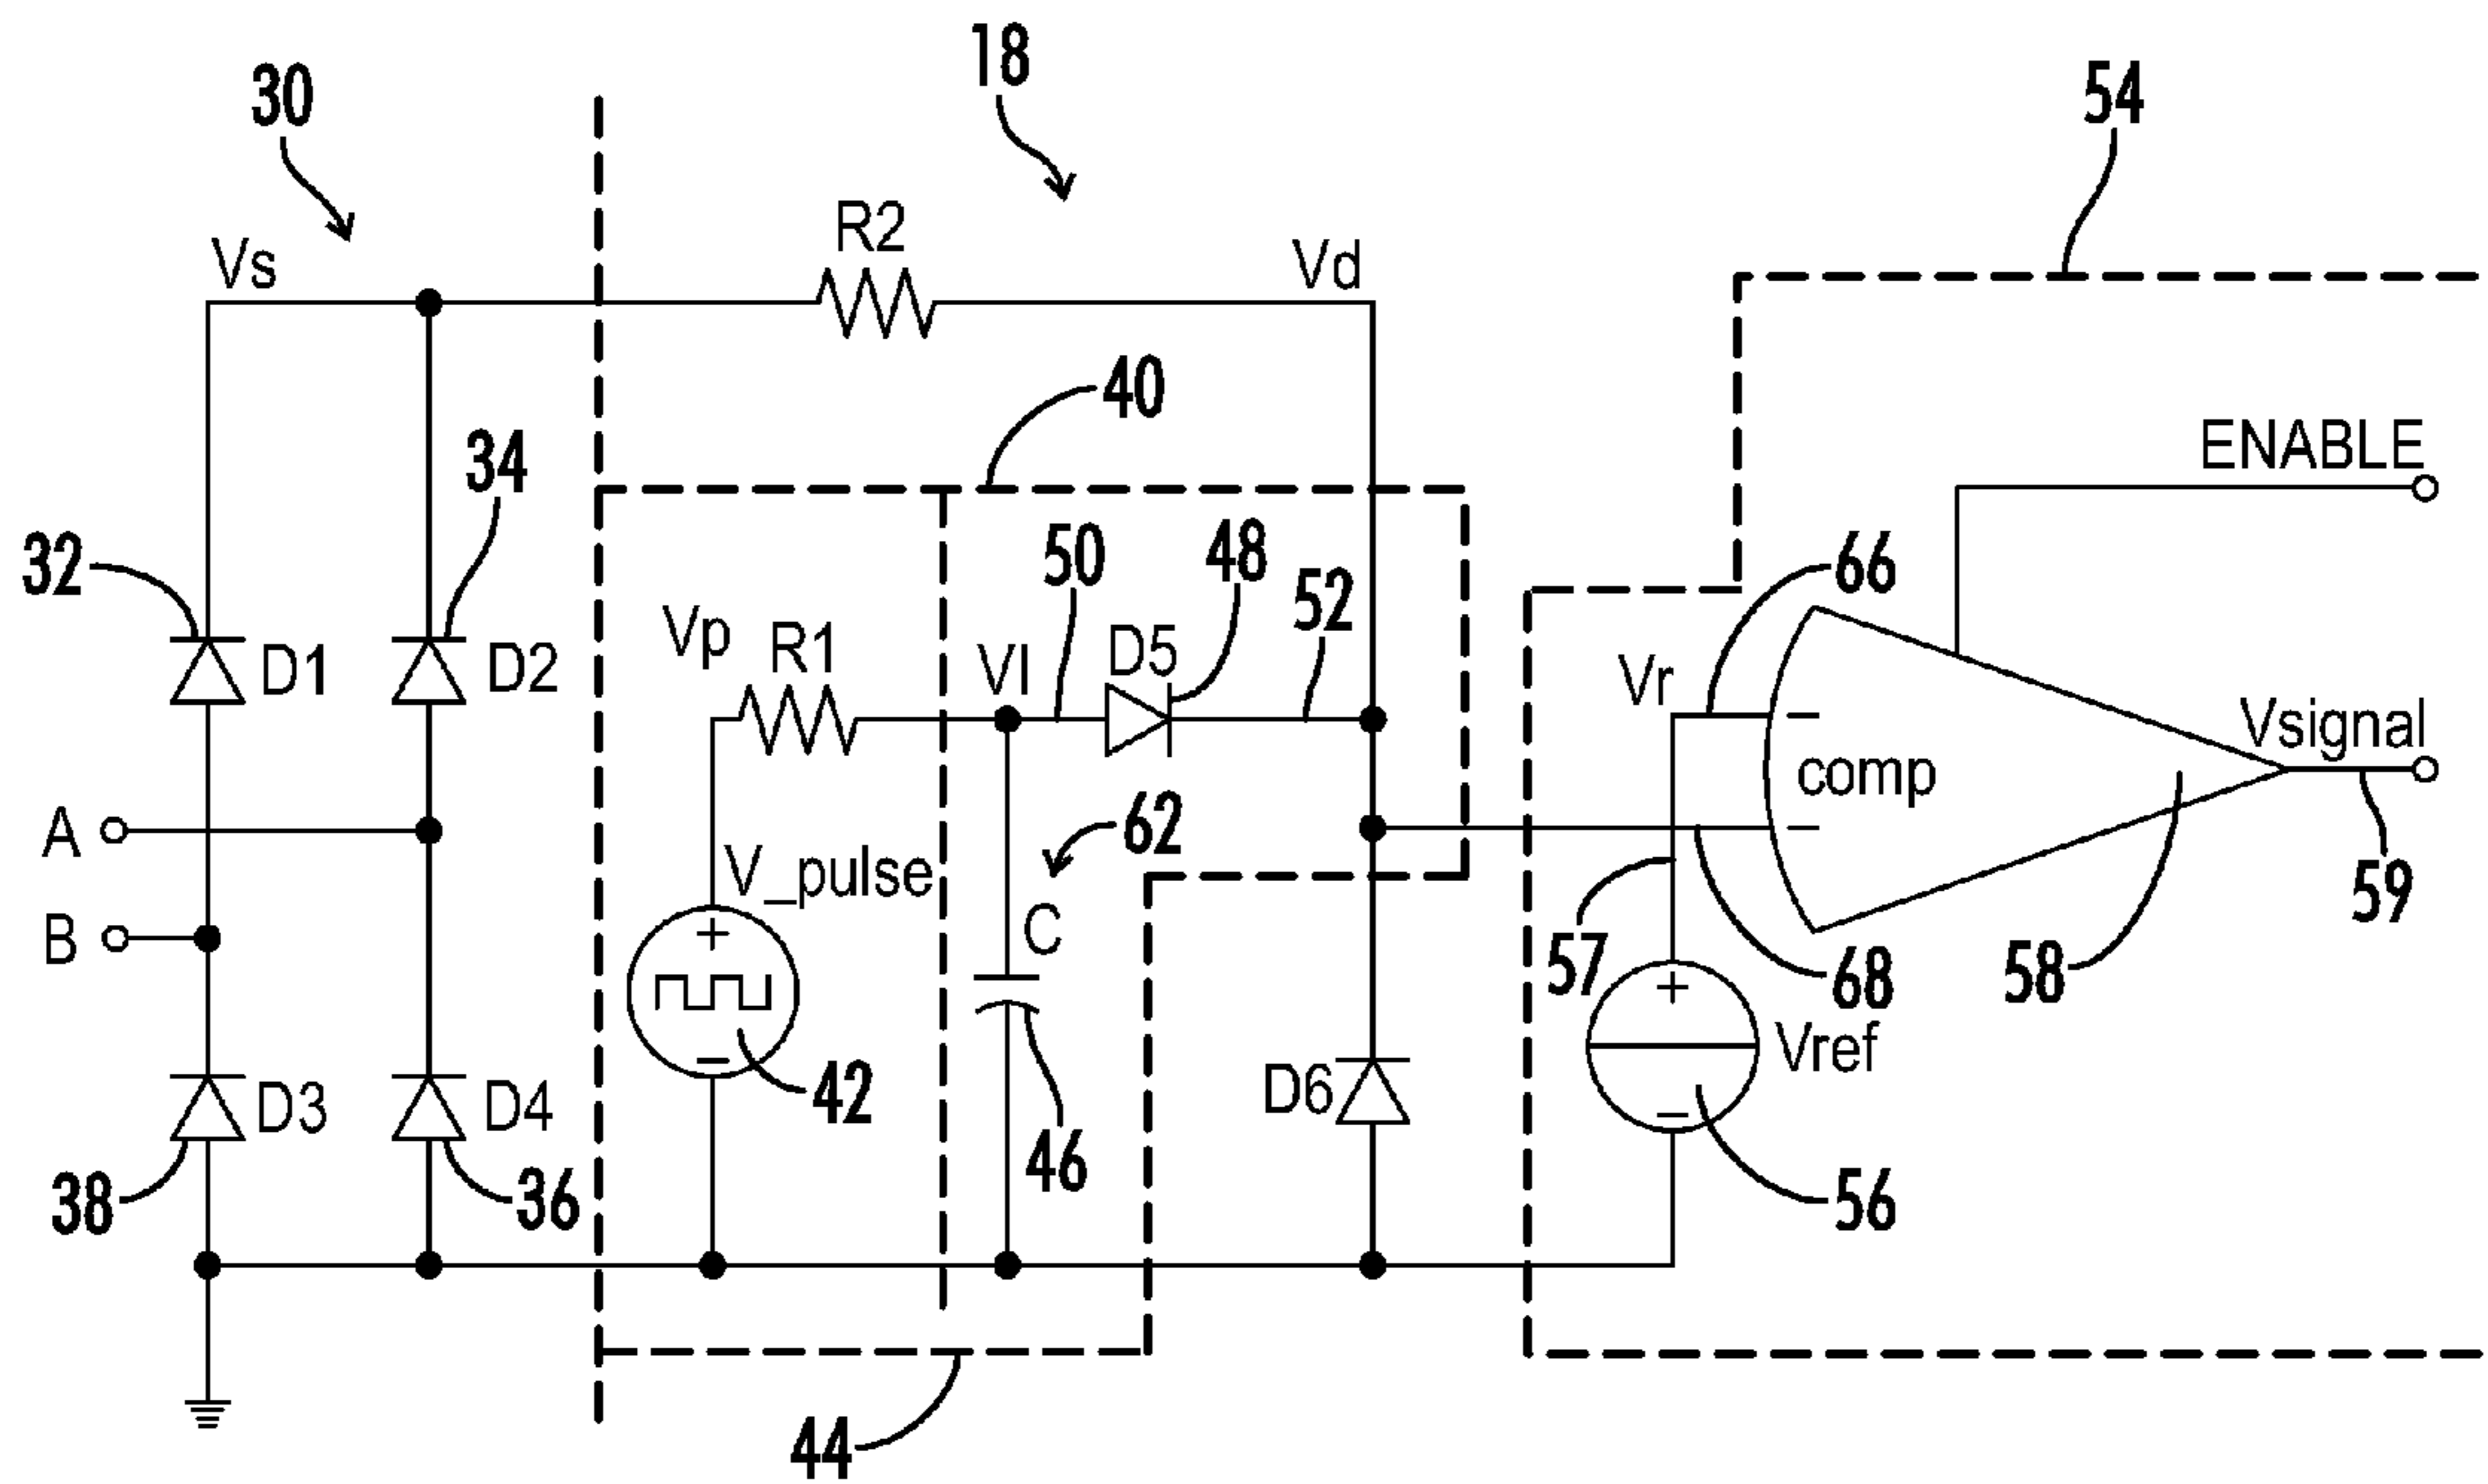 18
30
54
Vs
R2
Vd
40
ENABLE
34
32
50
48
52
66
Vp
R1
VI
D5
Vr
D1
D2
Vsignal
comp
A
62
V_pulse
C
59
B
57
68
58
Vref
D3
D4
42
46
D6
38
36
56
44